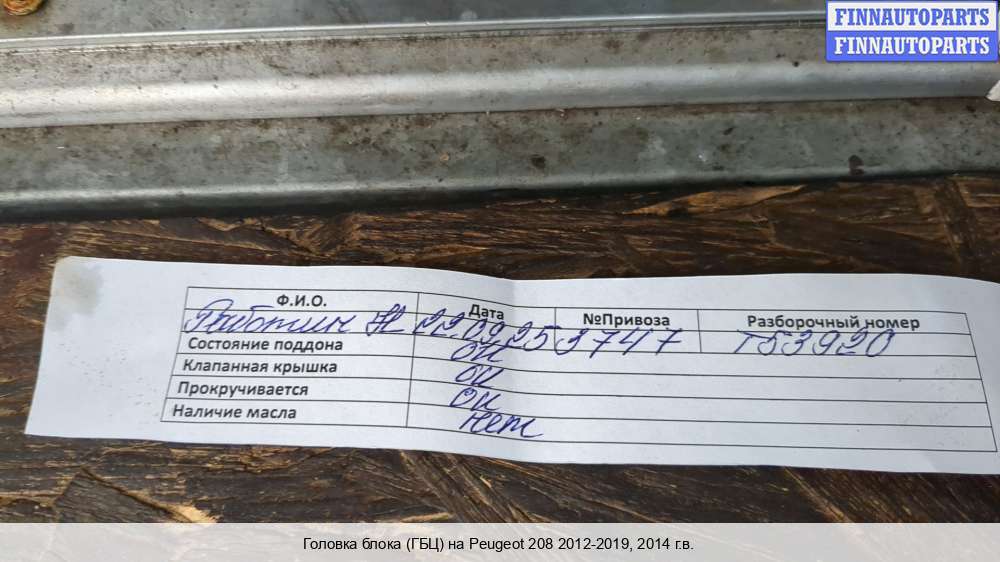 FINNAUTOPARTS
FINNAUTOPARTS
Ф.И.О. Дата №Привоза Разборочный номер
22.09.25 3747 Т53920
Состояние поддона ок
Клапанная крышка ок
Прокручивается ок
Наличие масла нет
Головка блока (ГБЦ) на Peugeot 208 2012-2019, 2014 г.в.